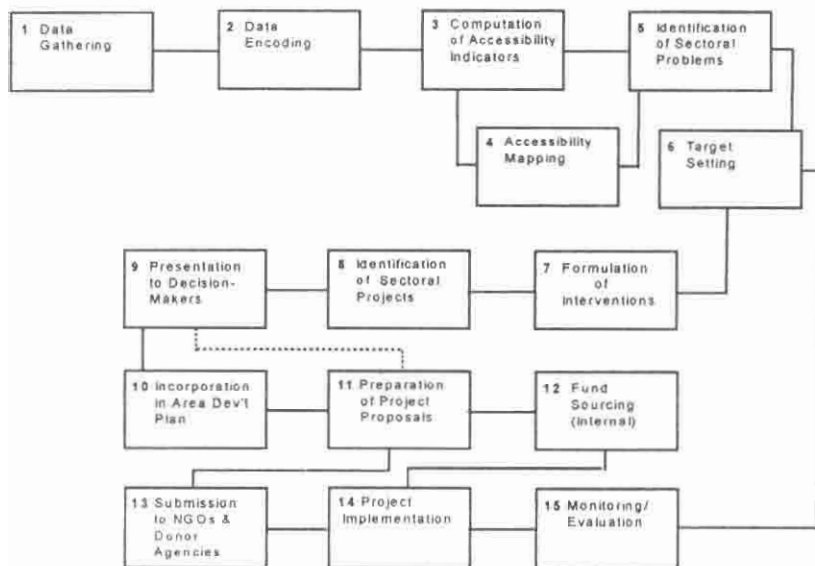 1 Data
Gathering
2 Data
Encoding
3 Computation
of Accessibility
Indicators
4 Accessibility
Mapping
5 Identification
of Sectoral
Problems
6 Target
Setting
7 Formulation
of
Interventions
8 Identification
of Sectoral
Projects
9 Presentation
to Decision-
Makers
10 Incorporation
in Area Dev't
Plan
11 Preparation
of Project
Proposals
12 Fund
Sourcing
(Internal)
13 Submission
to NGOs &
Donor
Agencies
14 Project
Implementation
15 Monitoring/
Evaluation